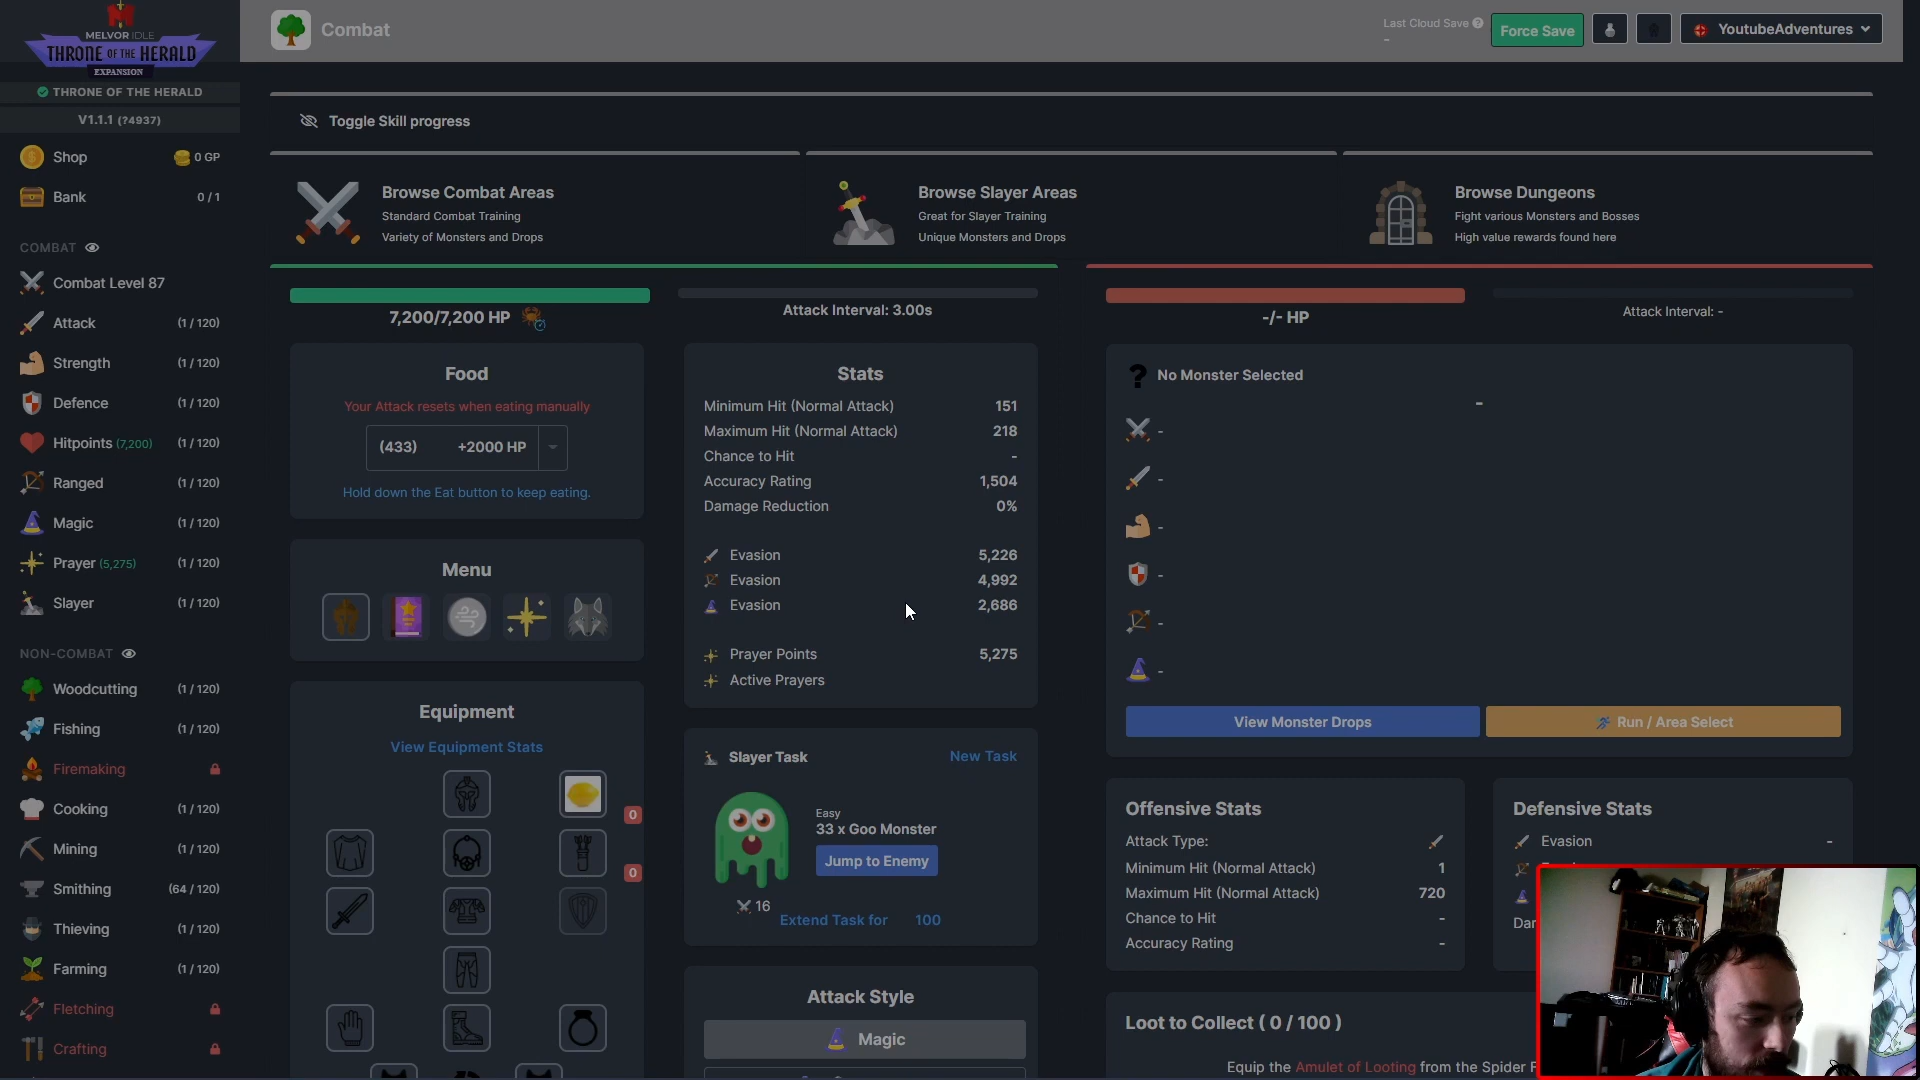 MELVOR IDLE
THRONE OF THE HERALD
EXPANSION
THRONE OF THE HERALD
V1.1.1 (?4937)
Shop 0 GP
Bank 0 / 1
COMBAT
Combat Level 87
Attack (1 / 120)
Strength (1 / 120)
Defence (1 / 120)
Hitpoints (7,200) (1 / 120)
Ranged (1 / 120)
Magic (1 / 120)
Prayer (5,275) (1 / 120)
Slayer (1 / 120)
NON-COMBAT
Woodcutting (1 / 120)
Fishing (1 / 120)
Firemaking
Cooking (1 / 120)
Mining (1 / 120)
Smithing (64 / 120)
Thieving (1 / 120)
Farming (1 / 120)
Fletching
Crafting
Combat
Last Cloud Save
-
Force Save
YoutubeAdventures
Toggle Skill progress
Browse Combat Areas
Standard Combat Training
Variety of Monsters and Drops
Browse Slayer Areas
Great for Slayer Training
Unique Monsters and Drops
Browse Dungeons
Fight various Monsters and Bosses
High value rewards found here
7,200/7,200 HP
Attack Interval: 3.00s
Food
Your Attack resets when eating manually
(433) +2000 HP
Hold down the Eat button to keep eating.
Menu
Equipment
View Equipment Stats
0
0
Stats
Minimum Hit (Normal Attack) 151
Maximum Hit (Normal Attack) 218
Chance to Hit -
Accuracy Rating 1,504
Damage Reduction 0%
Evasion 5,226
Evasion 4,992
Evasion 2,686
Prayer Points 5,275
Active Prayers
Slayer Task New Task
Easy
33 x Goo Monster
Jump to Enemy
16
Extend Task for 100
Attack Style
Magic
-/- HP
Attack Interval: -
? No Monster Selected
-
-
-
-
-
-
-
View Monster Drops
Run / Area Select
Offensive Stats
Attack Type:
Minimum Hit (Normal Attack) 1
Maximum Hit (Normal Attack) 720
Chance to Hit -
Accuracy Rating -
Defensive Stats
Evasion -
Loot to Collect ( 0 / 100 )
Equip the Amulet of Looting from the Spider